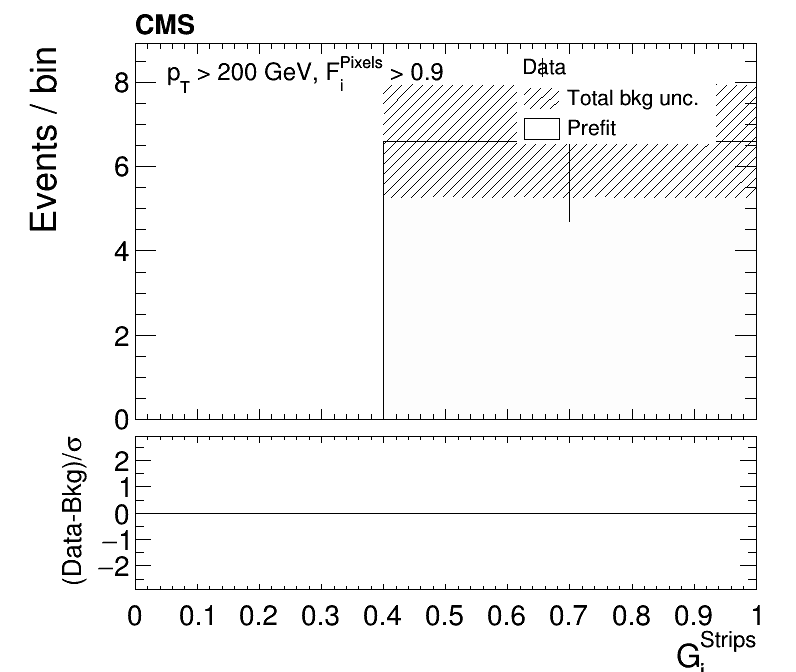 CMS
Events / bin
p_T > 200 GeV, F_i^Pixels > 0.9
Data
Total bkg unc.
Prefit
8
6
4
2
0
(Data-Bkg)/σ
2
1
0
−1
−2
0 0.1 0.2 0.3 0.4 0.5 0.6 0.7 0.8 0.9 1
G_i^Strips